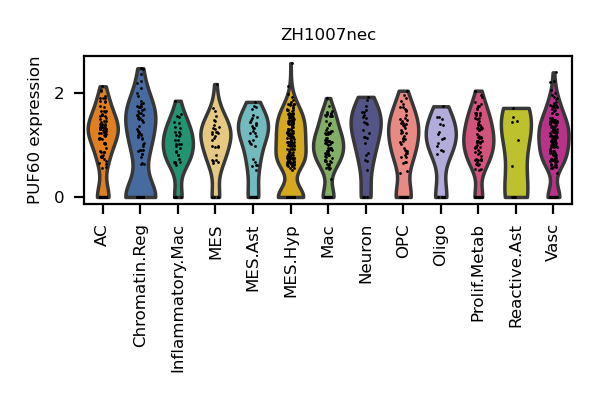 ZH1007nec
PUF60 expression
2
0
AC
Chromatin.Reg
Inflammatory.Mac
MES
MES.Ast
MES.Hyp
Mac
Neuron
OPC
Oligo
Prolif.Metab
Reactive.Ast
Vasc